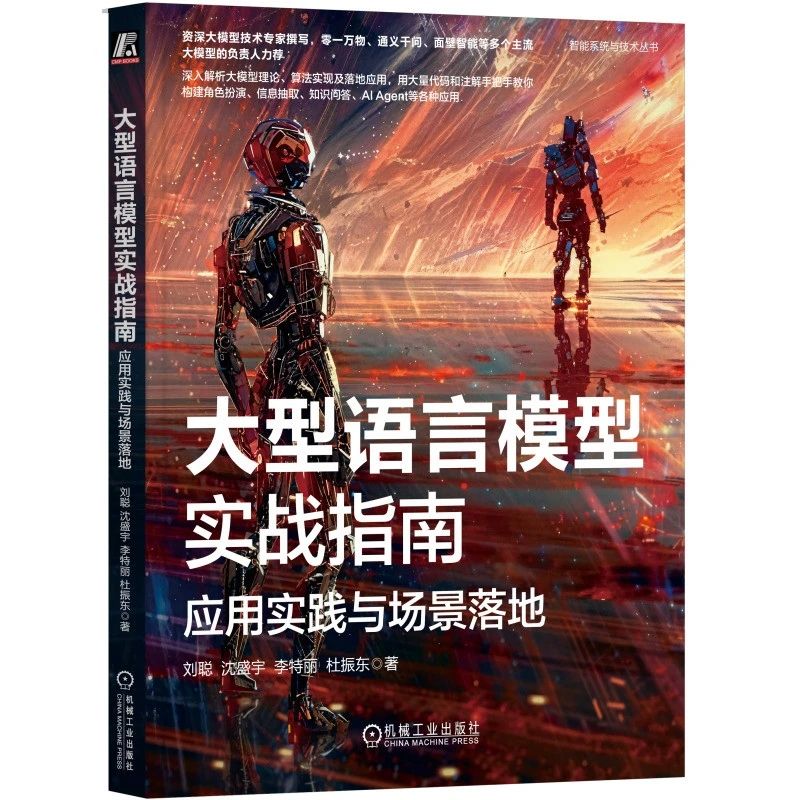 CMP BOOKS
大型语言模型实战指南
应用实践与场景落地
刘聪 沈盛宇 李特丽 杜振东 著
机械工业出版社
CHINA MACHINE PRESS
资深大模型技术专家撰写，零一万物、通义千问、面壁智能等多个主流
大模型的负责人力荐
智能系统与技术丛书
深入解析大模型理论、算法实现及落地应用，用大量代码和注解手把手教你
构建角色扮演、信息抽取、知识问答、AI Agent等各种应用
大型语言模型
实战指南
应用实践与场景落地
刘聪 沈盛宇 李特丽 杜振东◎著
机械工业出版社
CHINA MACHINE PRESS